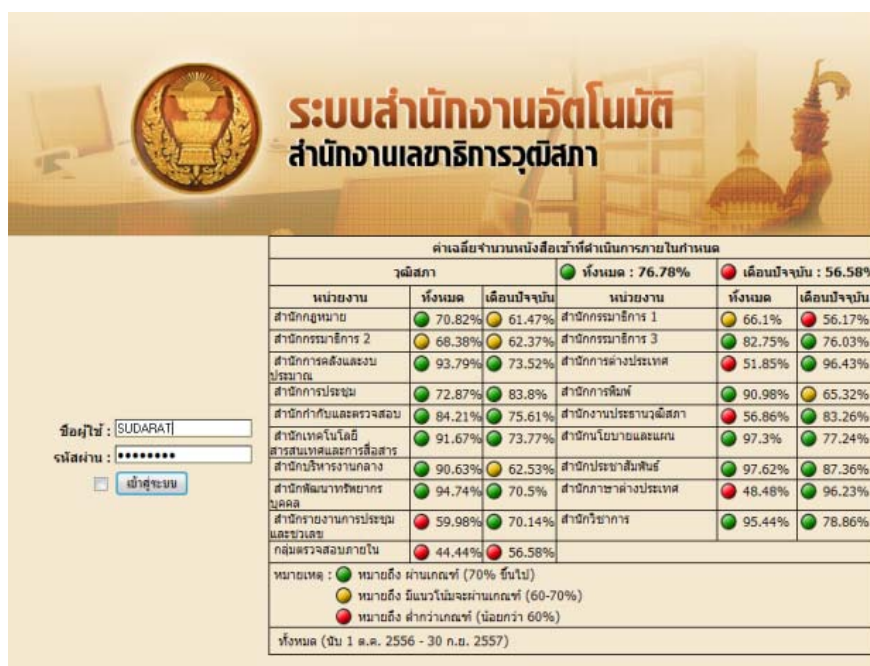 ระบบสำนักงานอัตโนมัติ
สำนักงานเลขาธิการวุฒิสภา
ค่าเฉลี่ยจำนวนหนังสือเข้าที่ดำเนินการภายในกำหนด
วุฒิสภา ทั้งหมด : 76.78% เดือนปัจจุบัน : 56.58%
หน่วยงาน ทั้งหมด เดือนปัจจุบัน หน่วยงาน ทั้งหมด เดือนปัจจุบัน
สำนักกฎหมาย 70.82% 61.47% สำนักกรรมาธิการ 1 66.1% 56.17%
สำนักกรรมาธิการ 2 68.38% 62.37% สำนักกรรมาธิการ 3 82.75% 76.03%
สำนักการคลังและงบ
ประมาณ 93.79% 73.52% สำนักการต่างประเทศ 51.85% 96.43%
สำนักการประชุม 72.87% 83.8% สำนักการพิมพ์ 90.98% 65.32%
สำนักกำกับและตรวจสอบ 84.21% 75.61% สำนักงานประธานวุฒิสภา 56.86% 83.26%
สำนักเทคโนโลยี
สารสนเทศและการสื่อสาร 91.67% 73.77% สำนักนโยบายและแผน 97.3% 77.24%
สำนักบริหารงานกลาง 90.63% 62.53% สำนักประชาสัมพันธ์ 97.62% 87.36%
สำนักพัฒนาทรัพยากร
บุคคล 94.74% 70.5% สำนักภาษาต่างประเทศ 48.48% 96.23%
สำนักรายงานการประชุม
และชวเลข 59.98% 70.14% สำนักวิชาการ 95.44% 78.86%
กลุ่มตรวจสอบภายใน 44.44% 56.58%
หมายเหตุ : หมายถึง ผ่านเกณฑ์ (70% ขึ้นไป)
หมายถึง มีแนวโน้มจะผ่านเกณฑ์ (60-70%)
หมายถึง ต่ำกว่าเกณฑ์ (น้อยกว่า 60%)
ทั้งหมด (นับ 1 ต.ค. 2556 - 30 ก.ย. 2557)
ชื่อผู้ใช้ : SUDARAT
รหัสผ่าน : ••••••••
เข้าสู่ระบบ